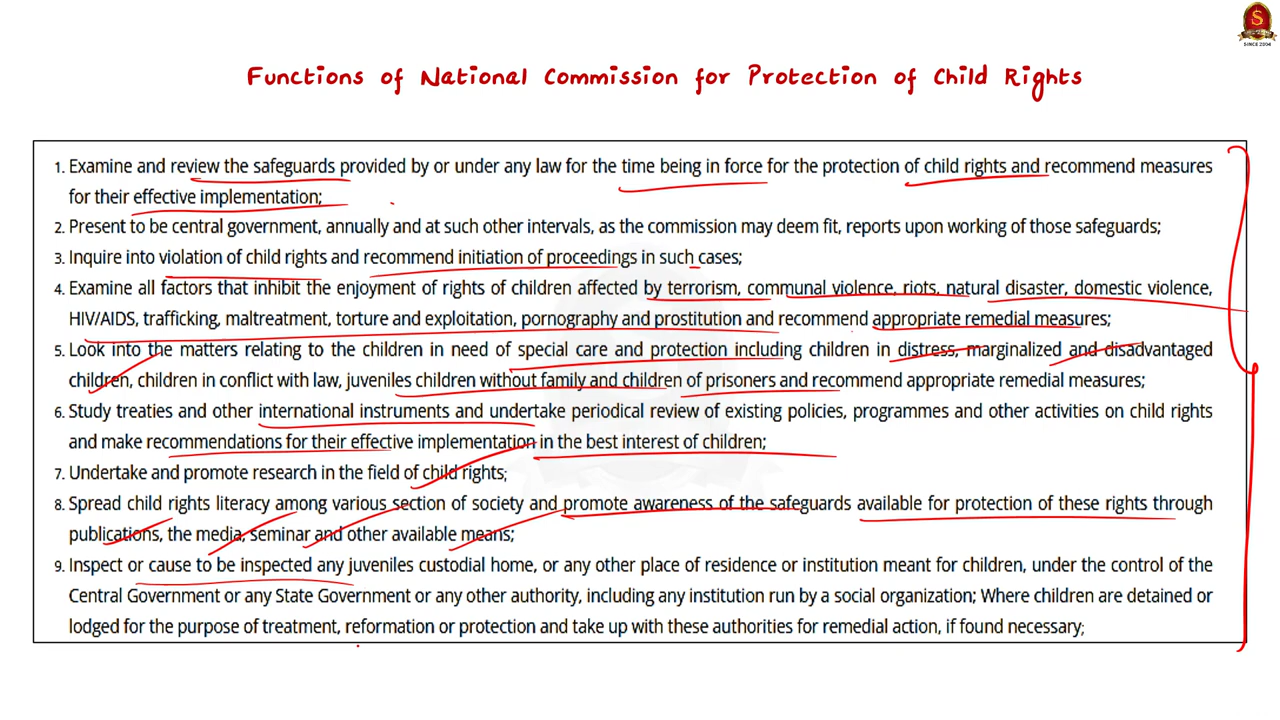 S
SINCE 2004
Functions of National Commission for Protection of Child Rights
1. Examine and review the safeguards provided by or under any law for the time being in force for the protection of child rights and recommend measures
for their effective implementation;
2. Present to be central government, annually and at such other intervals, as the commission may deem fit, reports upon working of those safeguards;
3. Inquire into violation of child rights and recommend initiation of proceedings in such cases;
4. Examine all factors that inhibit the enjoyment of rights of children affected by terrorism, communal violence, riots, natural disaster, domestic violence,
HIV/AIDS, trafficking, maltreatment, torture and exploitation, pornography and prostitution and recommend appropriate remedial measures;
5. Look into the matters relating to the children in need of special care and protection including children in distress, marginalized and disadvantaged
children, children in conflict with law, juveniles children without family and children of prisoners and recommend appropriate remedial measures;
6. Study treaties and other international instruments and undertake periodical review of existing policies, programmes and other activities on child rights
and make recommendations for their effective implementation in the best interest of children;
7. Undertake and promote research in the field of child rights;
8. Spread child rights literacy among various section of society and promote awareness of the safeguards available for protection of these rights through
publications, the media, seminar and other available means;
9. Inspect or cause to be inspected any juveniles custodial home, or any other place of residence or institution meant for children, under the control of the
Central Government or any State Government or any other authority, including any institution run by a social organization; Where children are detained or
lodged for the purpose of treatment, reformation or protection and take up with these authorities for remedial action, if found necessary;